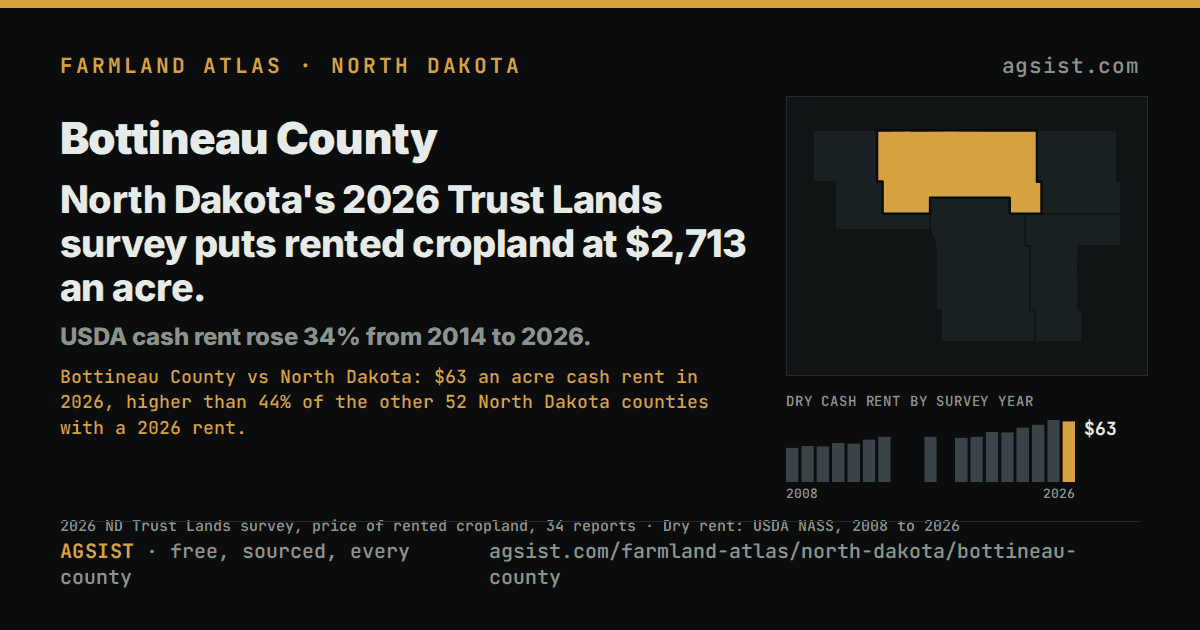 FARMLAND ATLAS · NORTH DAKOTA
agsist.com
Bottineau County
North Dakota's 2026 Trust Lands
survey puts rented cropland at $2,713
an acre.
USDA cash rent rose 34% from 2014 to 2026.
Bottineau County vs North Dakota: $63 an acre cash rent in
2026, higher than 44% of the other 52 North Dakota counties
with a 2026 rent.
DRY CASH RENT BY SURVEY YEAR
$63
2008
2026
2026 ND Trust Lands survey, price of rented cropland, 34 reports · Dry rent: USDA NASS, 2008 to 2026
AGSIST · free, sourced, every
county
agsist.com/farmland-atlas/north-dakota/bottineau-
county